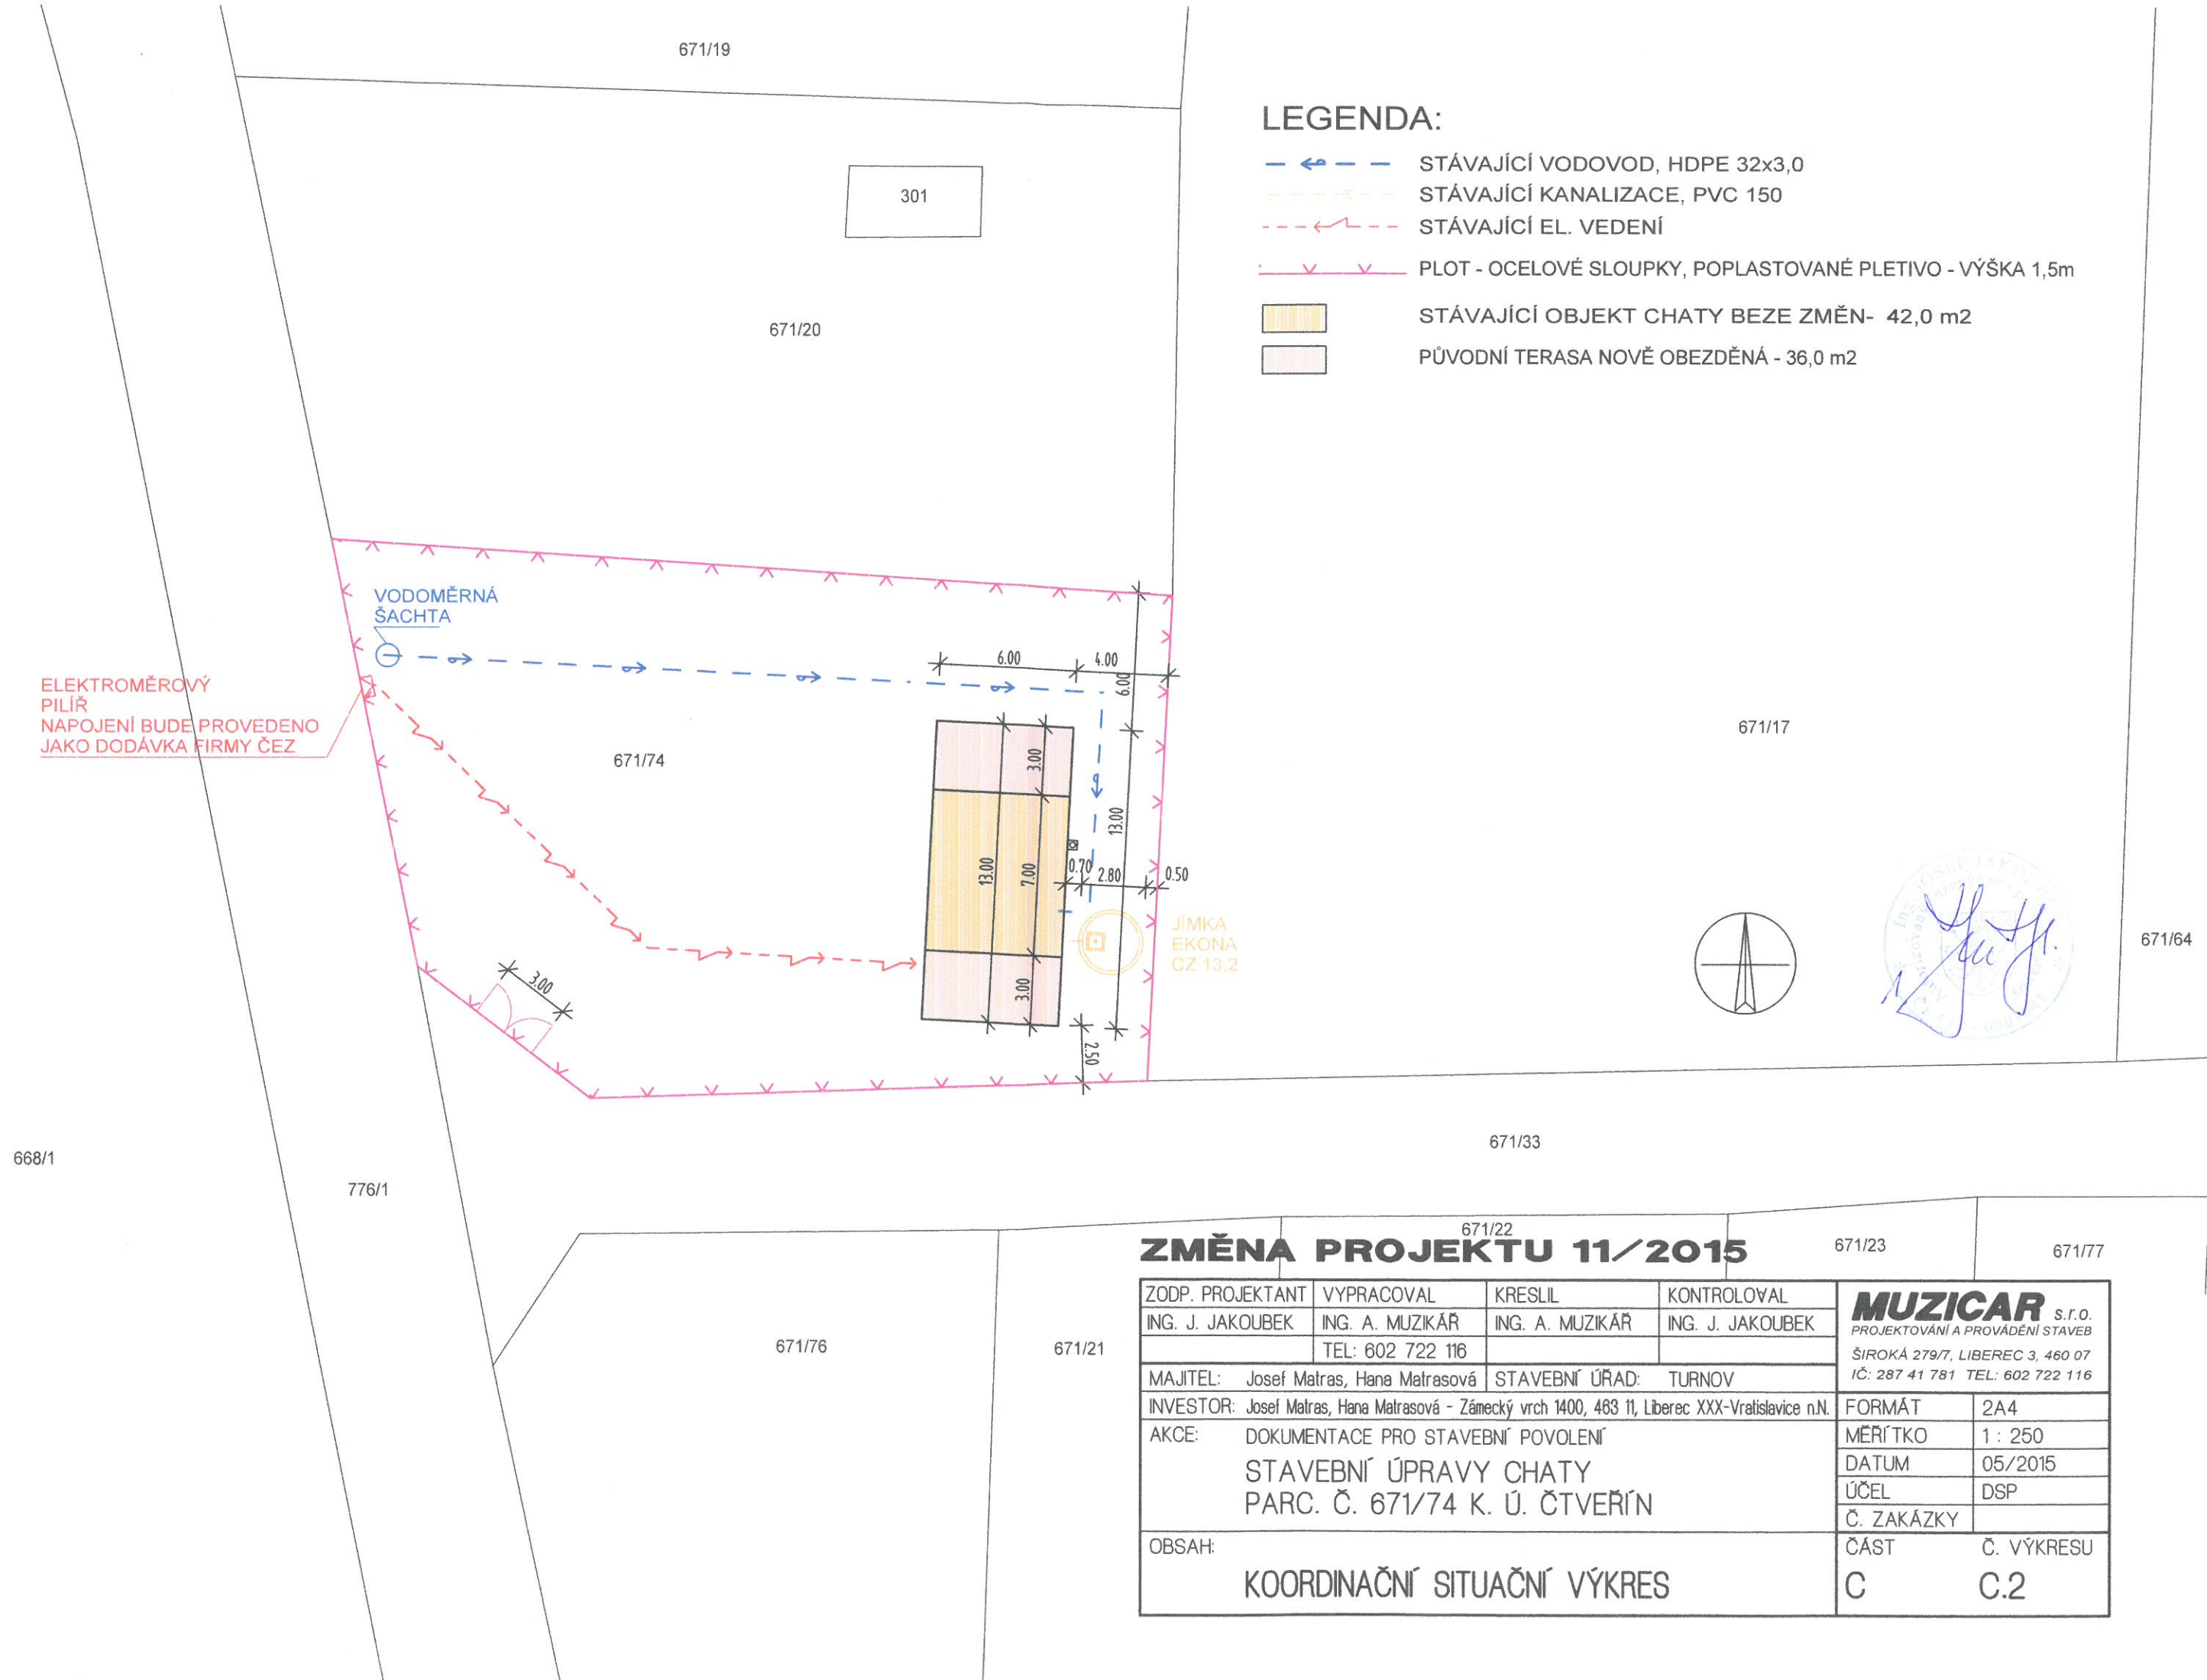 671/19
LEGENDA:
STÁVAJÍCÍ VODOVOD, HDPE 32x3,0
STÁVAJÍCÍ KANALIZACE, PVC 150
STÁVAJÍCÍ EL. VEDENÍ
PLOT - OCELOVÉ SLOUPKY, POPLASTOVANÉ PLETIVO - VÝŠKA 1,5m
STÁVAJÍCÍ OBJEKT CHATY BEZE ZMĚN- 42,0 m2
PŮVODNÍ TERASA NOVĚ OBEZDĚNÁ - 36,0 m2
301
671/20
VODOMĚRNÁ
ŠACHTA
ELEKTROMĚROVÝ
PILÍŘ
NAPOJENÍ BUDE PROVEDENO
JAKO DODÁVKA FIRMY ČEZ
6.00
4.00
6.00
671/74
671/17
3.00
13.00
13.00
7.00
0.70
2.80
0.50
JÍMKA
EKONA
CZ 13.2
3.00
3.00
2.50
Ing. JOSEF
671/64
668/1
776/1
671/33
671/22
671/23
671/77
671/76
671/21
ZMĚNA PROJEKTU 11/2015
ZODP. PROJEKTANT VYPRACOVAL KRESLIL KONTROLOVAL
ING. J. JAKOUBEK ING. A. MUZIKÁŘ ING. A. MUZIKÁŘ ING. J. JAKOUBEK
TEL: 602 722 116
MUZICAR s.r.o.
PROJEKTOVÁNÍ A PROVÁDĚNÍ STAVEB
ŠIROKÁ 279/7, LIBEREC 3, 460 07
IČ: 287 41 781 TEL: 602 722 116
MAJITEL: Josef Matras, Hana Matrasová STAVEBNÍ ÚŘAD: TURNOV
INVESTOR: Josef Matras, Hana Matrasová - Zámecký vrch 1400, 463 11, Liberec XXX-Vratislavice n.N.
AKCE: DOKUMENTACE PRO STAVEBNÍ POVOLENÍ
STAVEBNÍ ÚPRAVY CHATY
PARC. Č. 671/74 K. Ú. ČTVEŘÍN
FORMÁT 2A4
MĚŘÍTKO 1 : 250
DATUM 05/2015
ÚČEL DSP
Č. ZAKÁZKY
OBSAH:
KOORDINAČNÍ SITUAČNÍ VÝKRES
ČÁST Č. VÝKRESU
C C.2